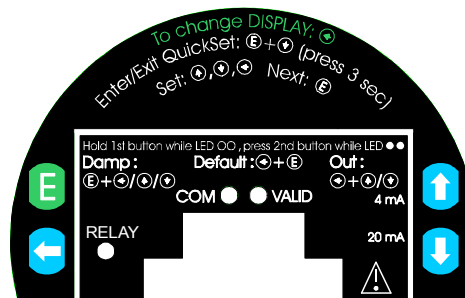 To change DISPLAY: 
Enter/Exit QuickSet: E+ (press 3 sec)
Set: , , Next: E
Hold 1st button while LED OO , press 2nd button while LED ●●
Damp : Default : +E Out :
E+ / / + /
4 mA
COM VALID
E
RELAY
20 mA